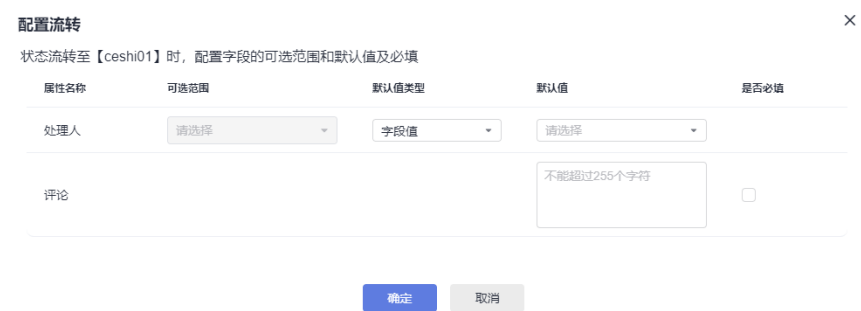 配置流转
状态流转至【ceshi01】时，配置字段的可选范围和默认值及必填
属性名称 可选范围 默认值类型 默认值 是否必填
处理人 请选择 字段值 请选择
评论 不能超过255个字符
确定 取消